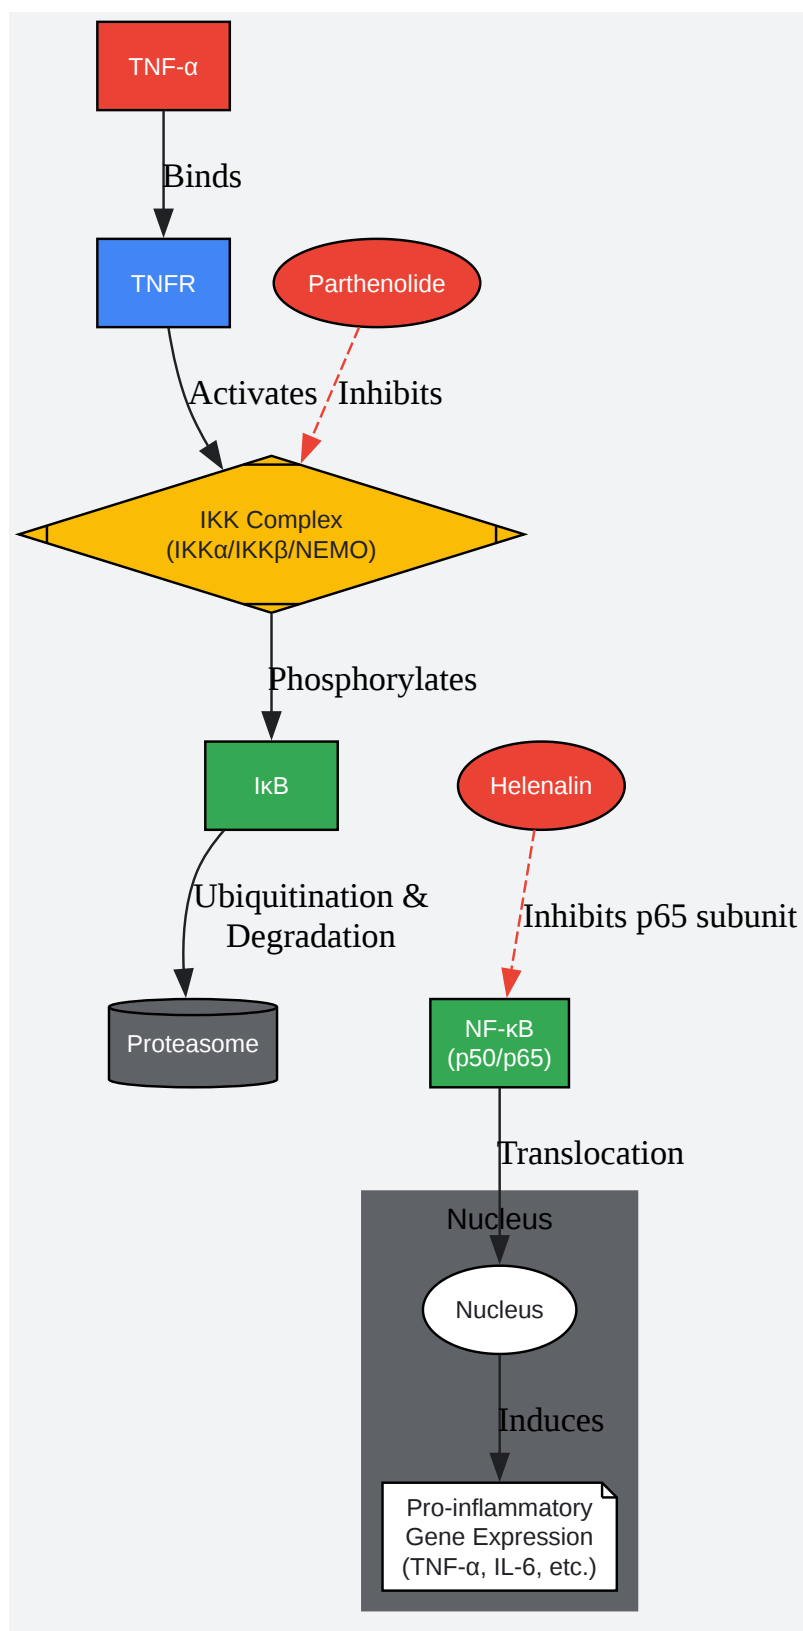 TNF-α
Binds
TNFR
Parthenolide
Activates
Inhibits
IKK Complex
(IKKα/IKKβ/NEMO)
Phosphorylates
IκB
Helenalin
Ubiquitination &
Degradation
Inhibits p65 subunit
Proteasome
NF-κB
(p50/p65)
Translocation
Nucleus
Nucleus
Induces
Pro-inflammatory
Gene Expression
(TNF-α, IL-6, etc.)